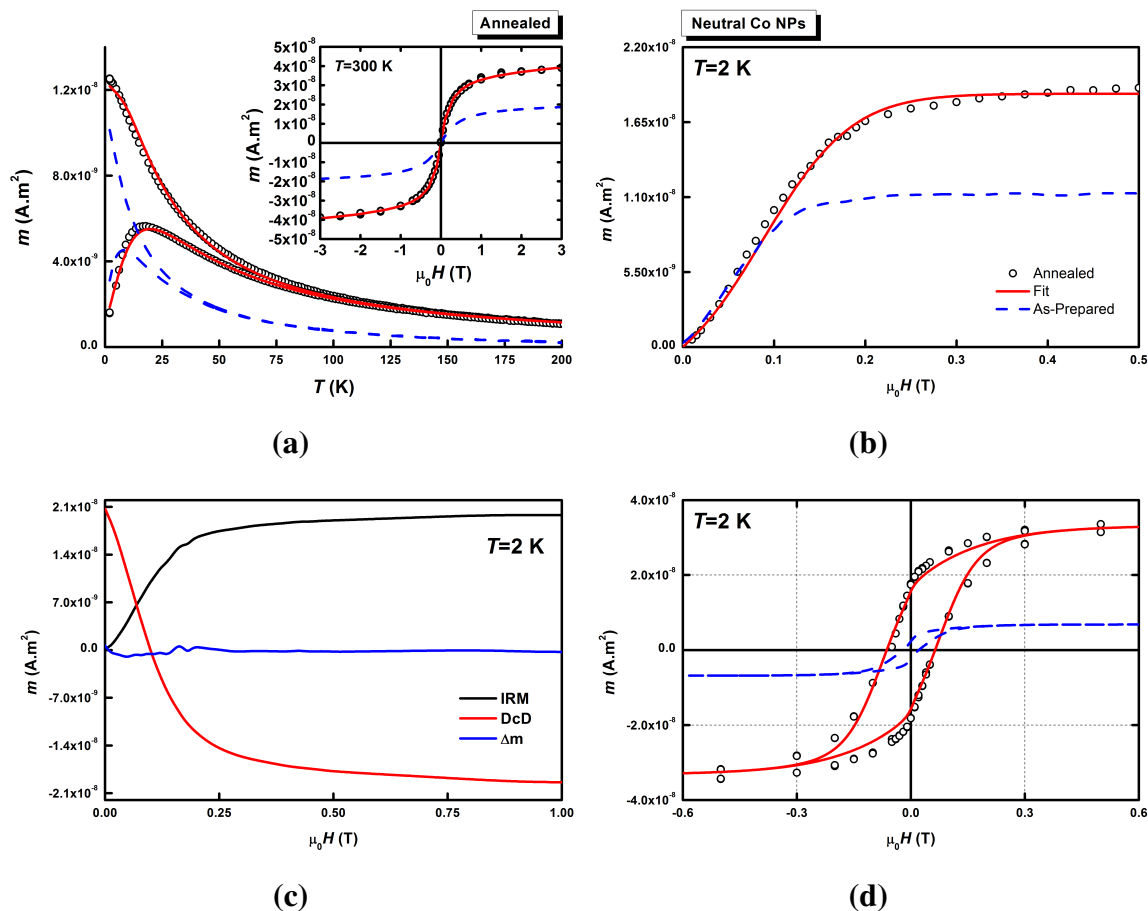 Annealed
Neutral Co NPs
5x10⁻⁸
4x10⁻⁸
3x10⁻⁸
2x10⁻⁸
1x10⁻⁸
0
-1x10⁻⁸
-2x10⁻⁸
-3x10⁻⁸
-4x10⁻⁸
-5x10⁻⁸
T=300 K
m (A.m²)
-3 -2 -1 0 1 2 3
μ₀H (T)
1.2x10⁻⁸
8.0x10⁻⁹
4.0x10⁻⁹
0.0
m (A.m²)
0 25 50 75 100 125 150 175 200
T (K)
(a)
2.20x10⁻⁸
1.65x10⁻⁸
1.10x10⁻⁸
5.50x10⁻⁹
0.00
m (A.m²)
T=2 K
Annealed
Fit
As-Prepared
0.0 0.1 0.2 0.3 0.4 0.5
μ₀H (T)
(b)
2.1x10⁻⁸
1.4x10⁻⁸
7.0x10⁻⁹
0.0
-7.0x10⁻⁹
-1.4x10⁻⁸
-2.1x10⁻⁸
m (A.m²)
T=2 K
IRM
DcD
Δm
0.00 0.25 0.50 0.75 1.00
μ₀H (T)
(c)
4.0x10⁻⁸
2.0x10⁻⁸
0.0
-2.0x10⁻⁸
-4.0x10⁻⁸
m (A.m²)
T=2 K
-0.6 -0.3 0.0 0.3 0.6
μ₀H (T)
(d)